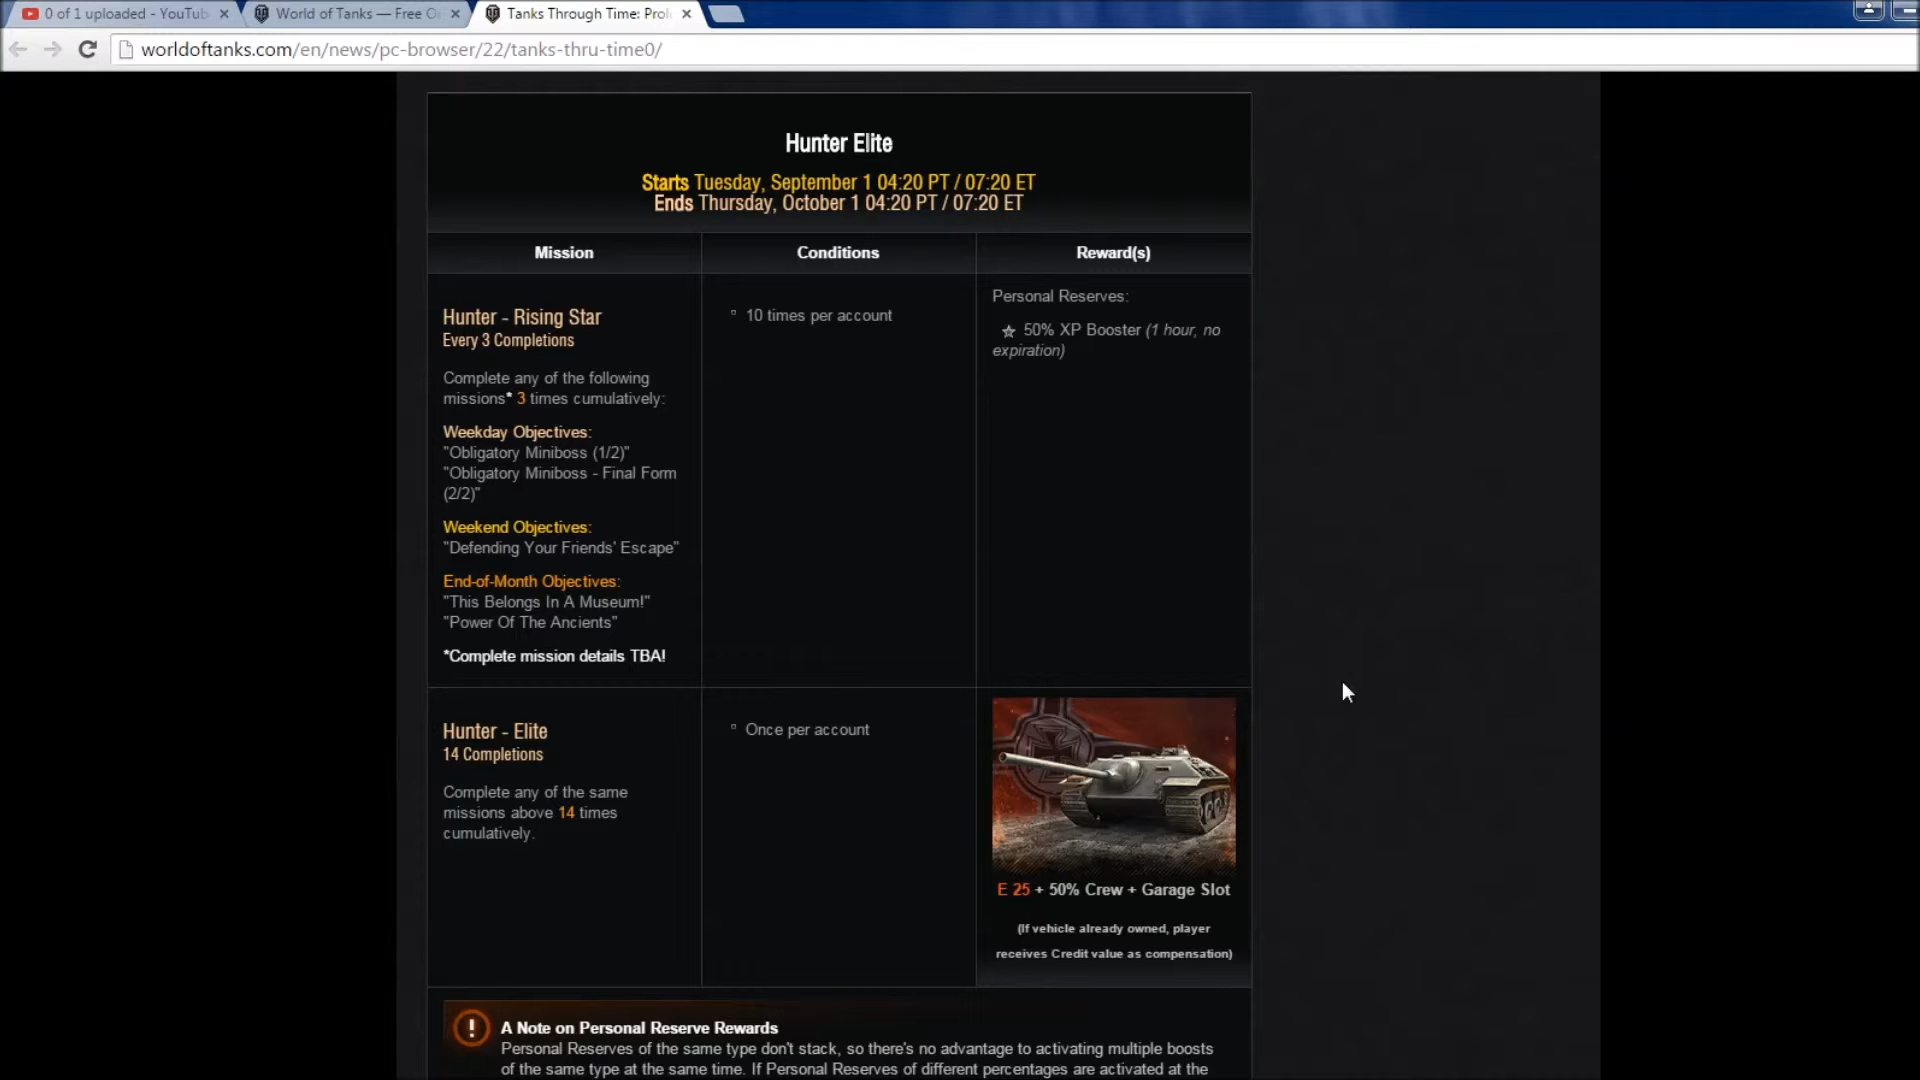 0 of 1 uploaded - YouTub
World of Tanks — Free O
Tanks Through Time: Prol
worldoftanks.com/en/news/pc-browser/22/tanks-thru-time0/
Hunter Elite
Starts Tuesday, September 1 04:20 PT / 07:20 ET
Ends Thursday, October 1 04:20 PT / 07:20 ET
Mission
Conditions
Reward(s)
Hunter - Rising Star
Every 3 Completions
Complete any of the following
missions* 3 times cumulatively:
Weekday Objectives:
"Obligatory Miniboss (1/2)"
"Obligatory Miniboss - Final Form
(2/2)"
Weekend Objectives:
"Defending Your Friends' Escape"
End-of-Month Objectives:
"This Belongs In A Museum!"
"Power Of The Ancients"
*Complete mission details TBA!
10 times per account
Personal Reserves:
50% XP Booster (1 hour, no
expiration)
Hunter - Elite
14 Completions
Complete any of the same
missions above 14 times
cumulatively.
Once per account
E 25 + 50% Crew + Garage Slot
(If vehicle already owned, player
receives Credit value as compensation)
A Note on Personal Reserve Rewards
Personal Reserves of the same type don't stack, so there's no advantage to activating multiple boosts
of the same type at the same time. If Personal Reserves of different percentages are activated at the